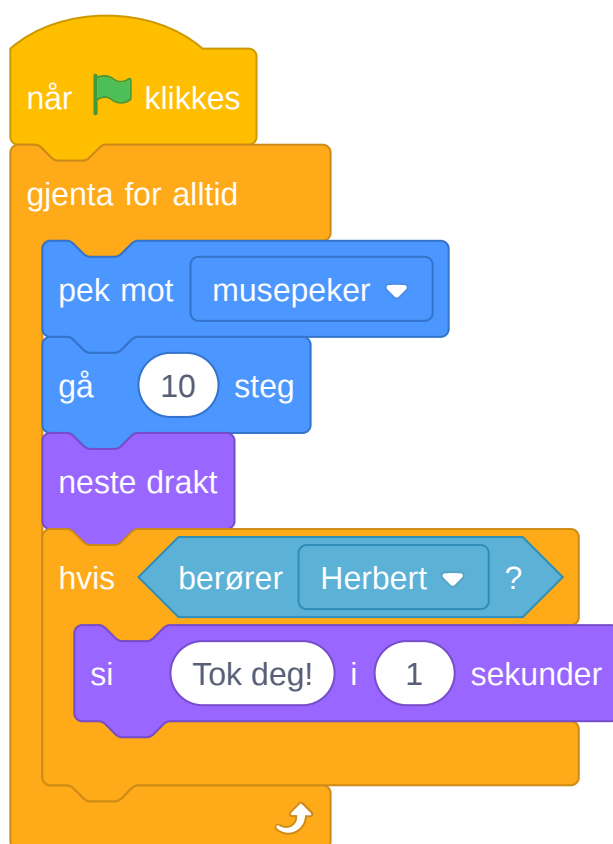 når klikkes
gjenta for alltid
pek mot musepeker
gå 10 steg
neste drakt
hvis berører Herbert ?
si Tok deg! i 1 sekunder